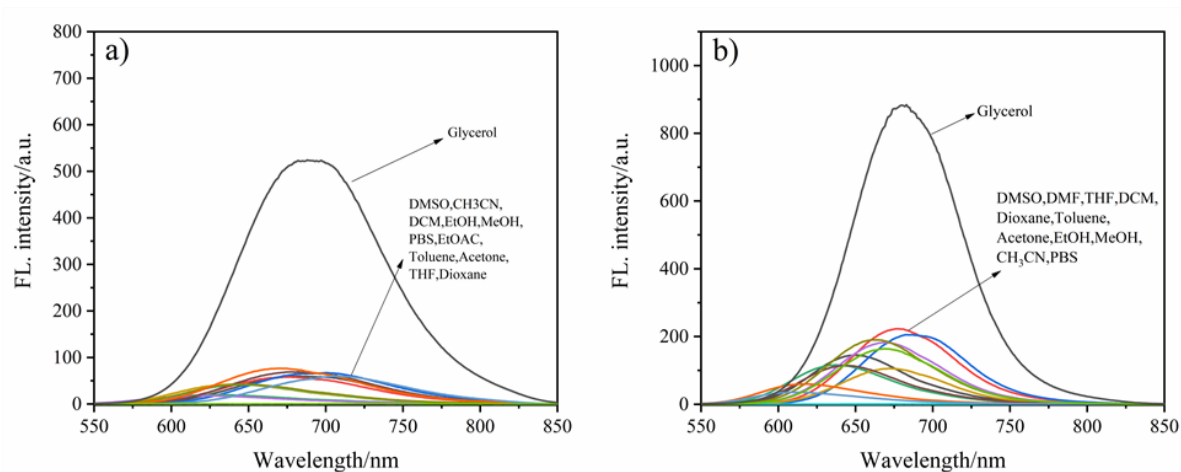 a)
800
700
600
500
400
300
200
100
0
FL. intensity/a.u.
Glycerol
DMSO,CH3CN,
DCM,EtOH,MeOH,
PBS,EtOAC,
Toluene,Acetone,
THF,Dioxane
550 600 650 700 750 800 850
Wavelength/nm
b)
1000
800
600
400
200
0
FL. intensity/a.u.
Glycerol
DMSO,DMF,THF,DCM,
Dioxane,Toluene,
Acetone,EtOH,MeOH,
CH₃CN,PBS
550 600 650 700 750 800 850
Wavelength/nm